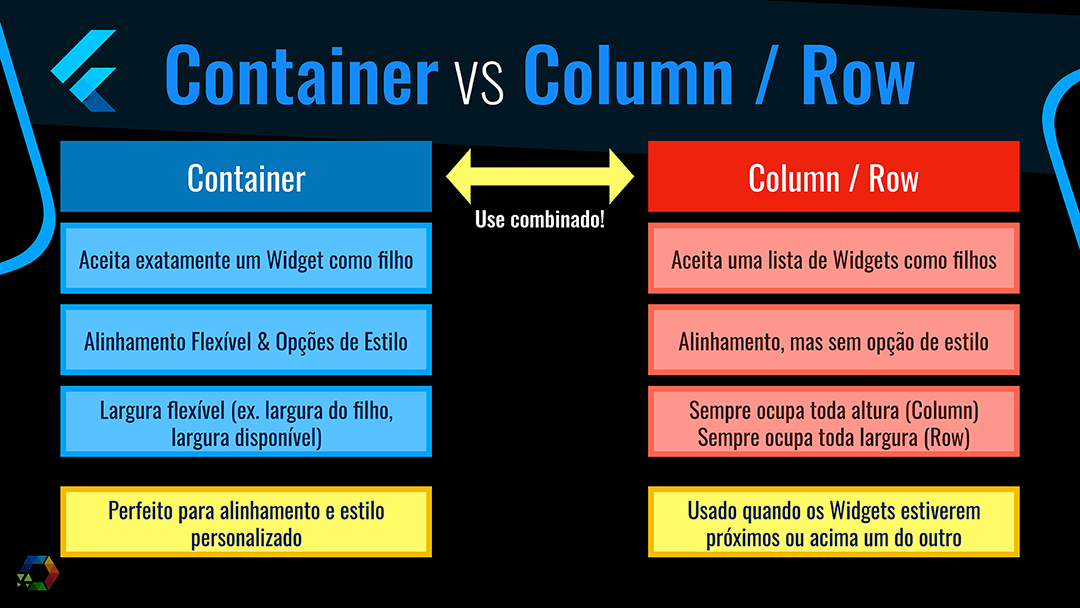 Container vs Column / Row
Container
Column / Row
Use combinado!
Aceita exatamente um Widget como filho
Aceita uma lista de Widgets como filhos
Alinhamento Flexível & Opções de Estilo
Alinhamento, mas sem opção de estilo
Largura flexível (ex. largura do filho,
largura disponível)
Sempre ocupa toda altura (Column)
Sempre ocupa toda largura (Row)
Perfeito para alinhamento e estilo
personalizado
Usado quando os Widgets estiverem
próximos ou acima um do outro